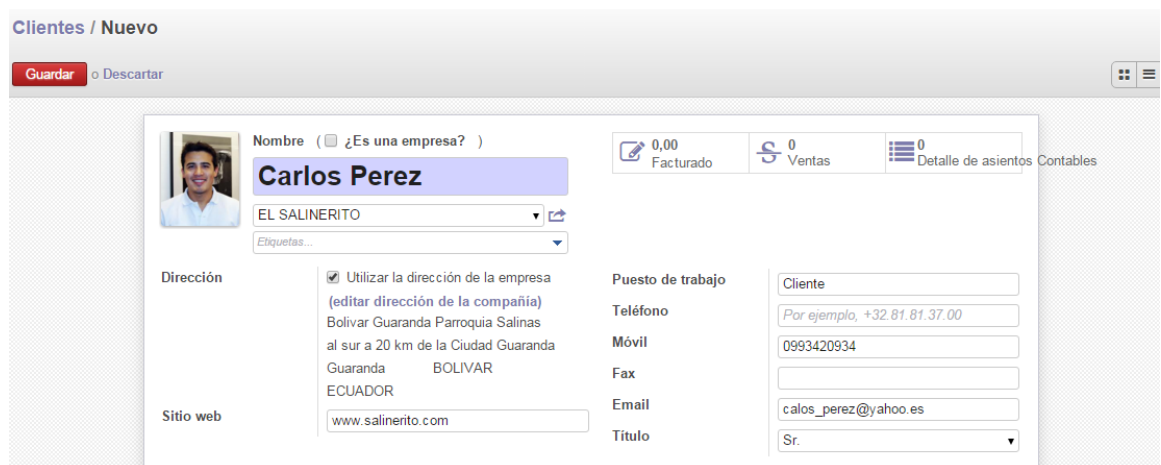 Clientes / Nuevo
Guardar o Descartar
Nombre ( ¿Es una empresa? )
Carlos Perez
EL SALINERITO
Etiquetas...
0,00 Facturado
0 Ventas
0 Detalle de asientos Contables
Dirección
Utilizar la dirección de la empresa
(editar dirección de la compañía)
Bolivar Guaranda Parroquia Salinas
al sur a 20 km de la Ciudad Guaranda
Guaranda BOLIVAR
ECUADOR
Sitio web www.salinerito.com
Puesto de trabajo Cliente
Teléfono Por ejemplo, +32.81.81.37.00
Móvil 0993420934
Fax
Email calos_perez@yahoo.es
Título Sr.